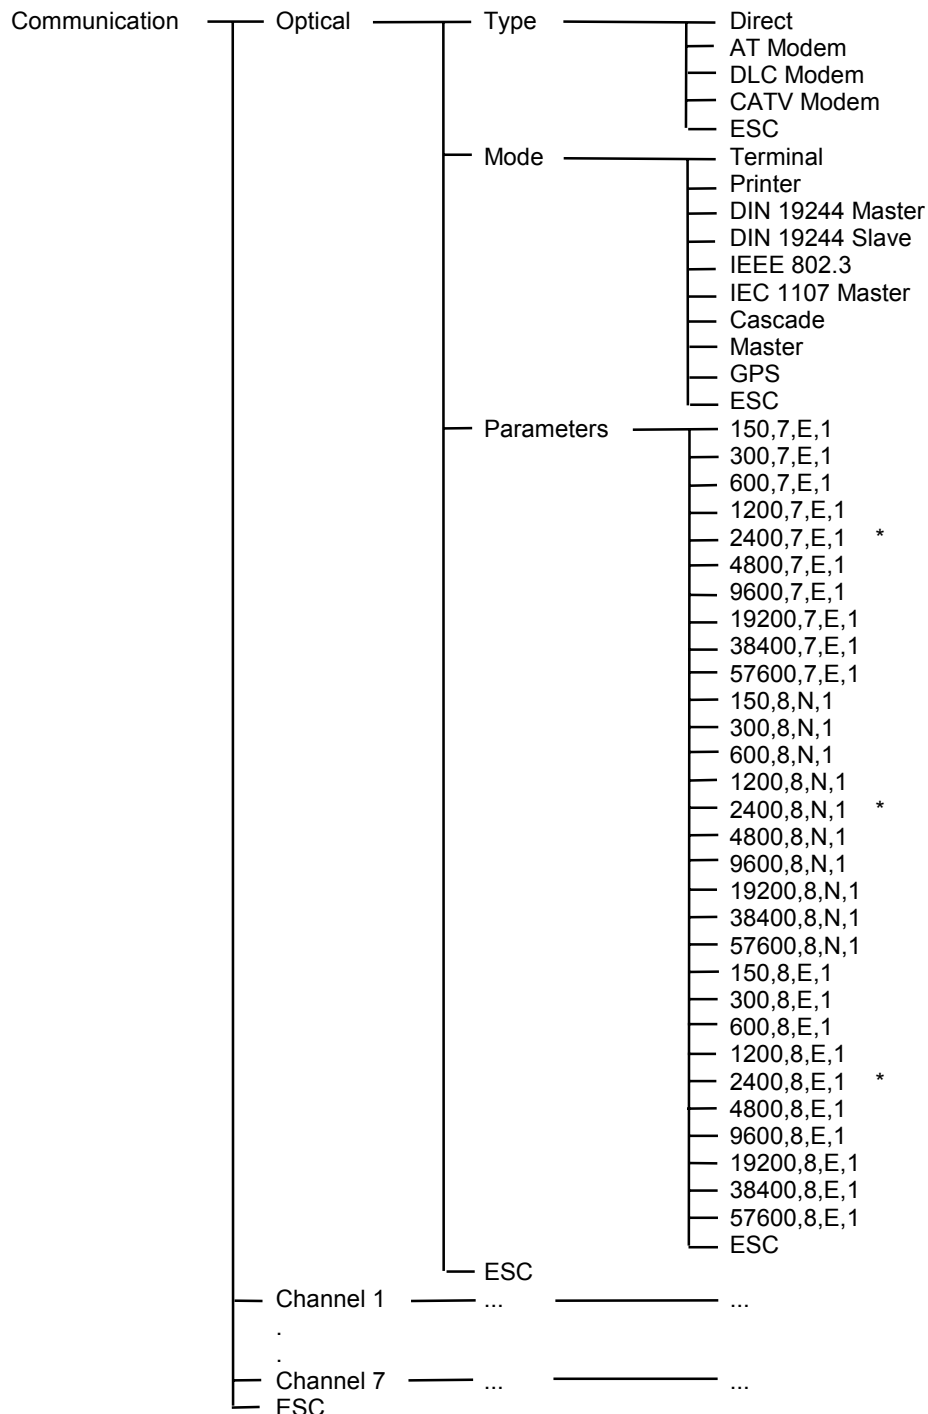 Communication Optical Type Direct
AT Modem
DLC Modem
CATV Modem
ESC
Mode Terminal
Printer
DIN 19244 Master
DIN 19244 Slave
IEEE 802.3
IEC 1107 Master
Cascade
Master
GPS
ESC
Parameters 150,7,E,1
300,7,E,1
600,7,E,1
1200,7,E,1
2400,7,E,1 *
4800,7,E,1
9600,7,E,1
19200,7,E,1
38400,7,E,1
57600,7,E,1
150,8,N,1
300,8,N,1
600,8,N,1
1200,8,N,1
2400,8,N,1 *
4800,8,N,1
9600,8,N,1
19200,8,N,1
38400,8,N,1
57600,8,N,1
150,8,E,1
300,8,E,1
600,8,E,1
1200,8,E,1
2400,8,E,1 *
4800,8,E,1
9600,8,E,1
19200,8,E,1
38400,8,E,1
57600,8,E,1
ESC
ESC
Channel 1 ... ...
.
.
Channel 7 ... ...
ESC